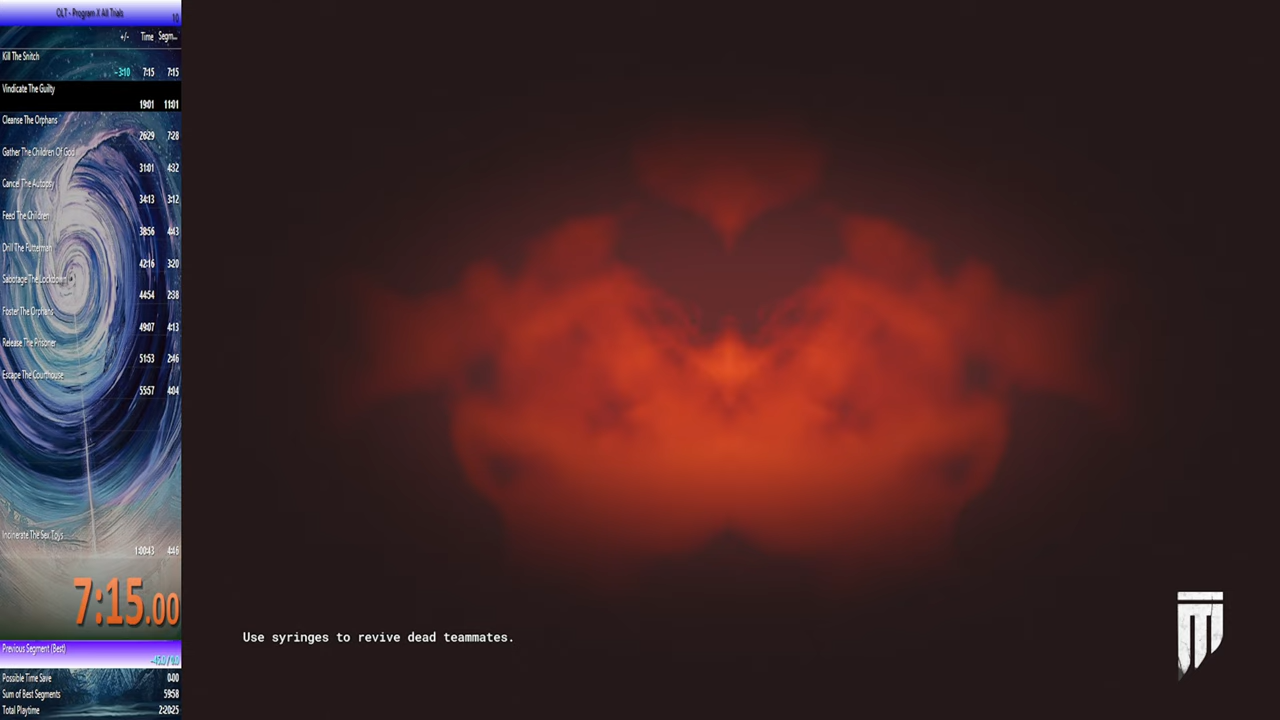 OLT - Program X All Trials
10
+/- Time Segm...
Kill The Snitch
-3:10 7:15 7:15
Vindicate The Guilty
19:01 11:01
Cleanse The Orphans
26:29 7:28
Gather The Children Of God
31:01 4:32
Cancel The Autopsy
34:13 3:12
Feed The Children
38:56 4:43
Drill The Futterman
42:16 3:20
Sabotage The Lockdown
44:54 2:38
Foster The Orphans
49:07 4:13
Release The Prisoner
51:53 2:46
Escape The Courthouse
55:57 4:04
Incinerate The Sex Toys
1:00:43 4:46
7:15.00
Previous Segment (Best)
-45.0 / 0.0
Possible Time Save 0.00
Sum of Best Segments 59:58
Total Playtime 2:20:25
Use syringes to revive dead teammates.